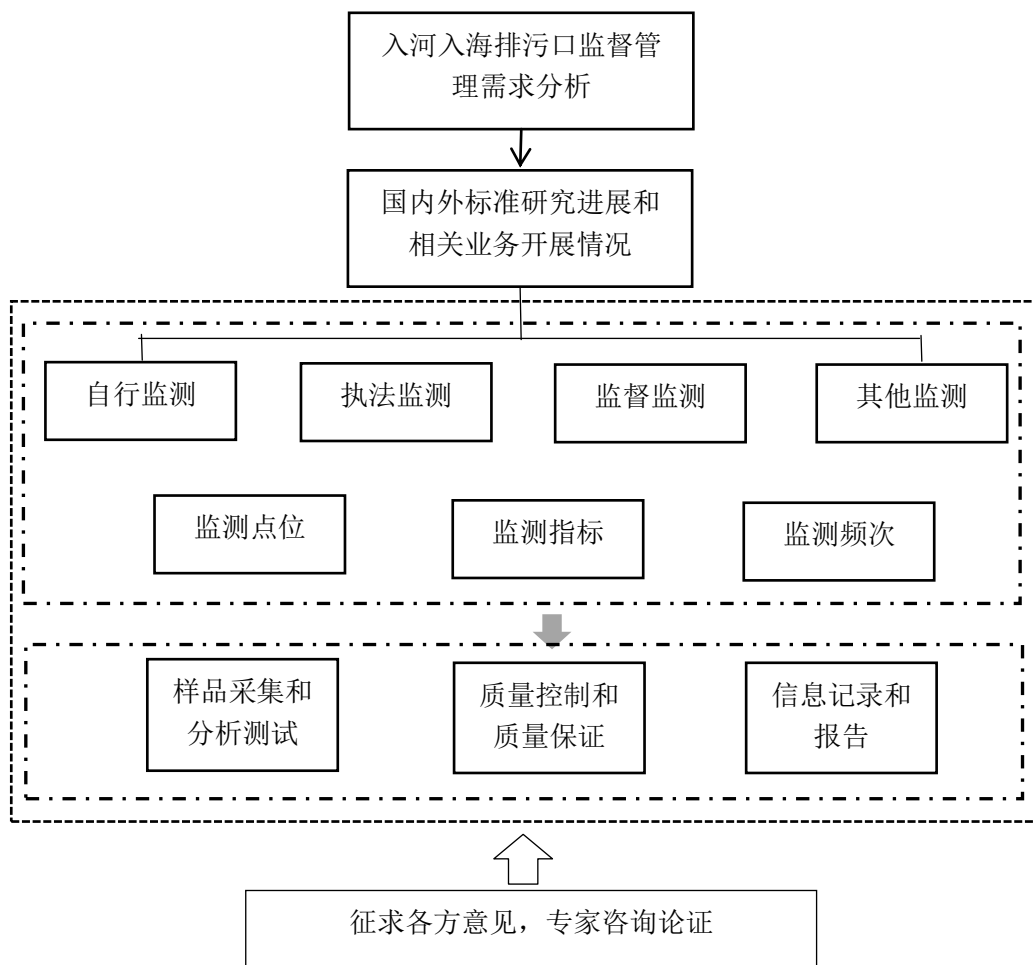 入河入海排污口监督管
理需求分析
国内外标准研究进展和
相关业务开展情况
自行监测
执法监测
监督监测
其他监测
监测点位
监测指标
监测频次
样品采集和
分析测试
质量控制和
质量保证
信息记录和
报告
征求各方意见，专家咨询论证